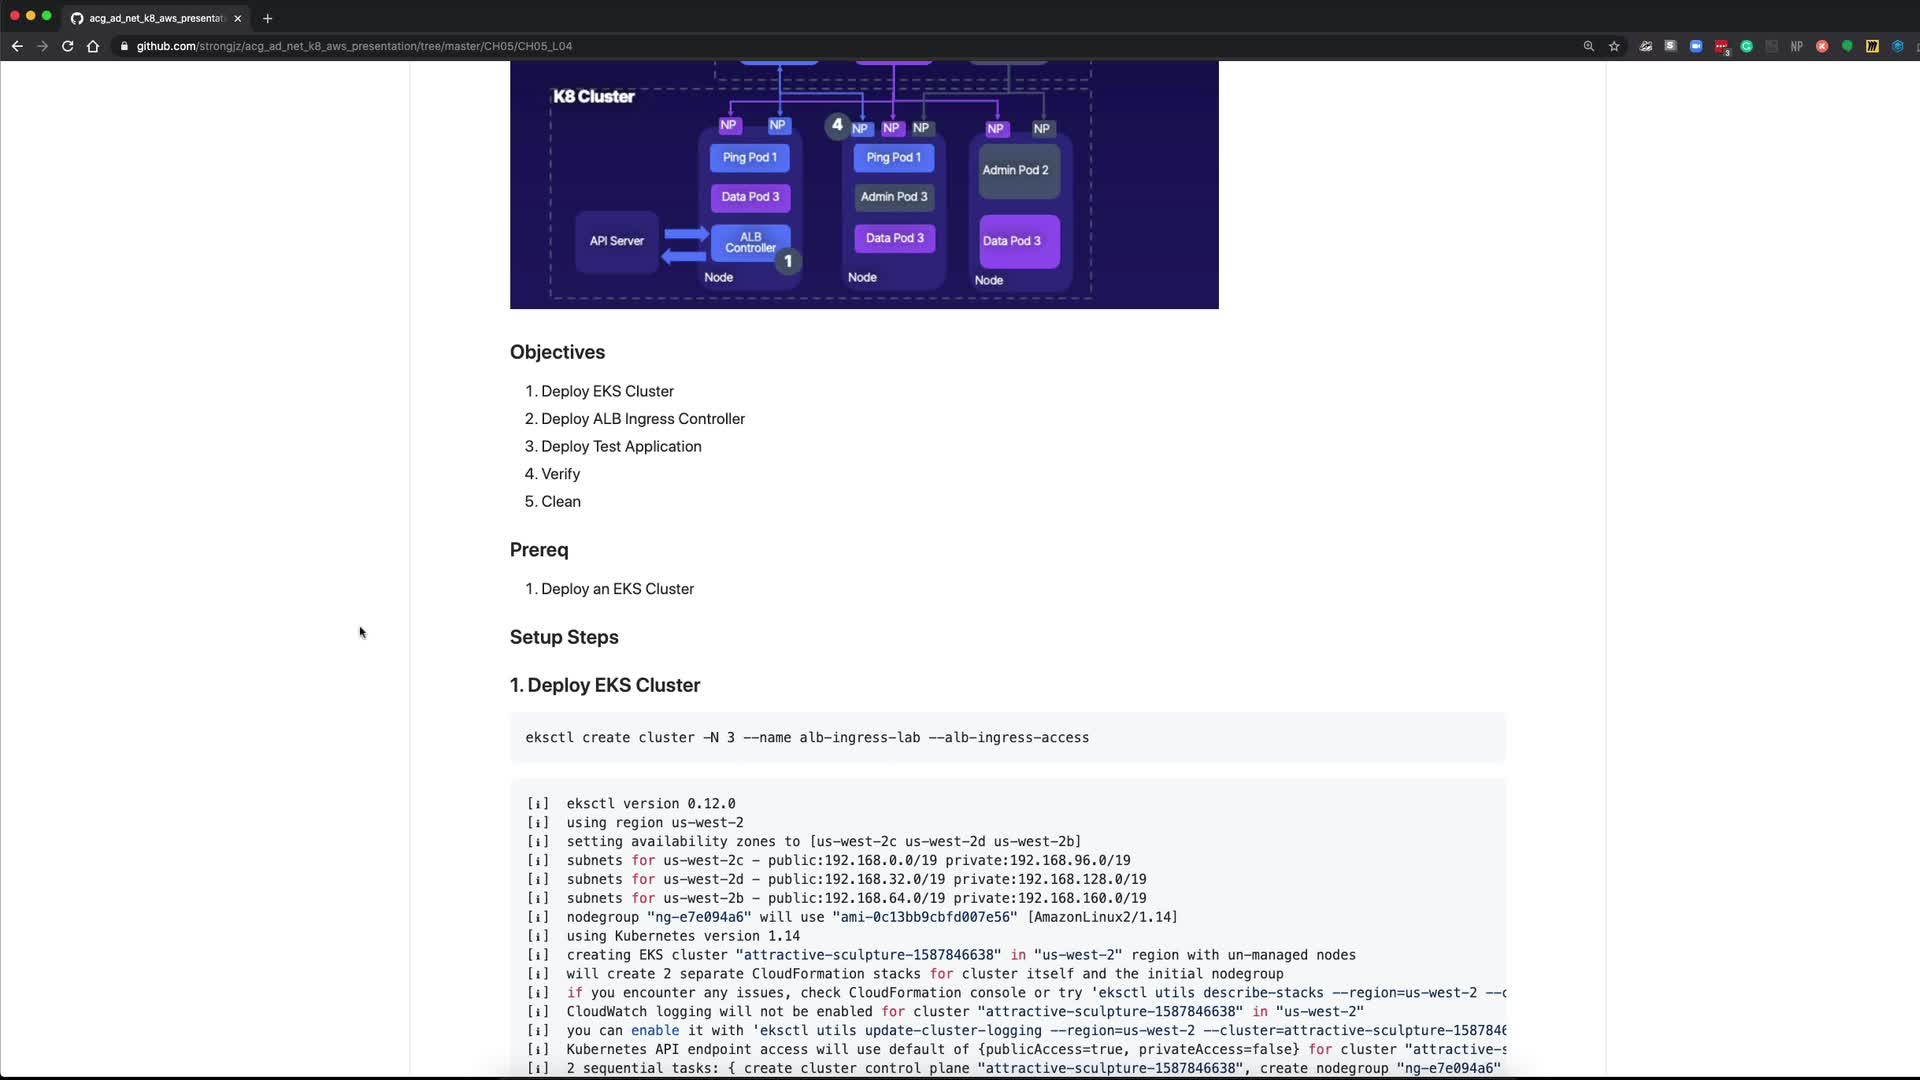 acg_ad_net_k8_aws_presentat
github.com/strongjz/acg_ad_net_k8_aws_presentation/tree/master/CH05/CH05_L04
K8 Cluster
NP NP 4 NP NP NP NP NP
Ping Pod 1 Ping Pod 1 Admin Pod 2
Data Pod 3 Admin Pod 3
API Server ALB Controller Data Pod 3 Data Pod 3
1
Node Node Node
Objectives
1. Deploy EKS Cluster
2. Deploy ALB Ingress Controller
3. Deploy Test Application
4. Verify
5. Clean
Prereq
1. Deploy an EKS Cluster
Setup Steps
1. Deploy EKS Cluster
eksctl create cluster -N 3 --name alb-ingress-lab --alb-ingress-access
[ℹ]  eksctl version 0.12.0
[ℹ]  using region us-west-2
[ℹ]  setting availability zones to [us-west-2c us-west-2d us-west-2b]
[ℹ]  subnets for us-west-2c - public:192.168.0.0/19 private:192.168.96.0/19
[ℹ]  subnets for us-west-2d - public:192.168.32.0/19 private:192.168.128.0/19
[ℹ]  subnets for us-west-2b - public:192.168.64.0/19 private:192.168.160.0/19
[ℹ]  nodegroup "ng-e7e094a6" will use "ami-0c13bb9cbfd007e56" [AmazonLinux2/1.14]
[ℹ]  using Kubernetes version 1.14
[ℹ]  creating EKS cluster "attractive-sculpture-1587846638" in "us-west-2" region with un-managed nodes
[ℹ]  will create 2 separate CloudFormation stacks for cluster itself and the initial nodegroup
[ℹ]  if you encounter any issues, check CloudFormation console or try 'eksctl utils describe-stacks --region=us-west-2 --c
[ℹ]  CloudWatch logging will not be enabled for cluster "attractive-sculpture-1587846638" in "us-west-2"
[ℹ]  you can enable it with 'eksctl utils update-cluster-logging --region=us-west-2 --cluster=attractive-sculpture-1587846
[ℹ]  Kubernetes API endpoint access will use default of {publicAccess=true, privateAccess=false} for cluster "attractive-s
[ℹ]  2 sequential tasks: { create cluster control plane "attractive-sculpture-1587846638", create nodegroup "ng-e7e094a6"